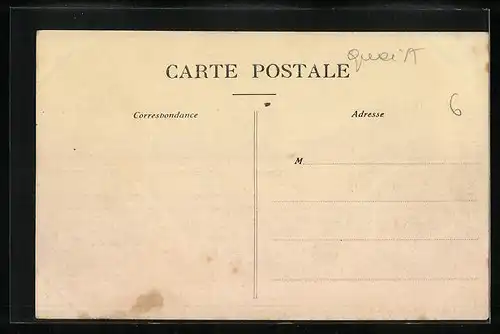 CARTE POSTALE
Correspondance
Adresse
6
M